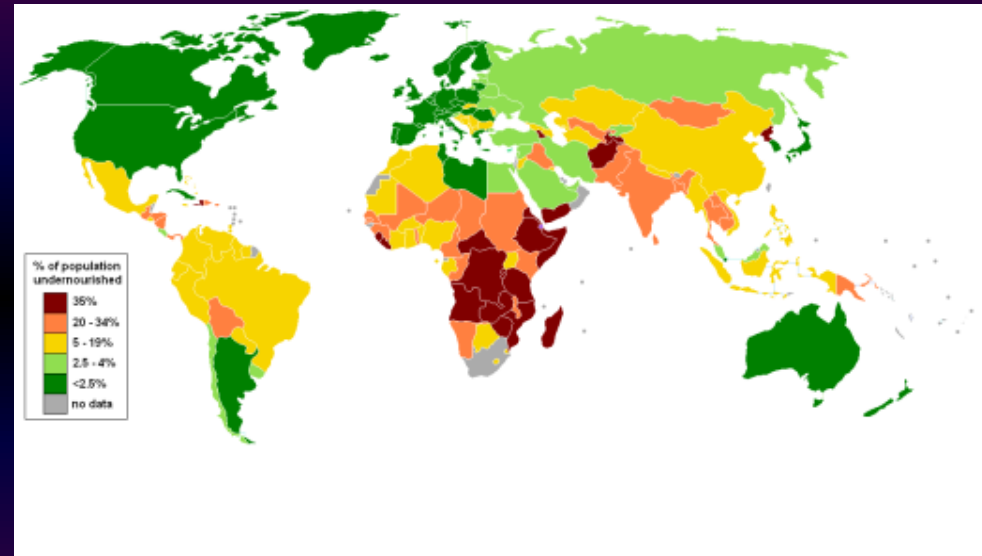 % of population
undernourished
35%
20 - 34%
5 - 19%
2.5 - 4%
<2.5%
no data